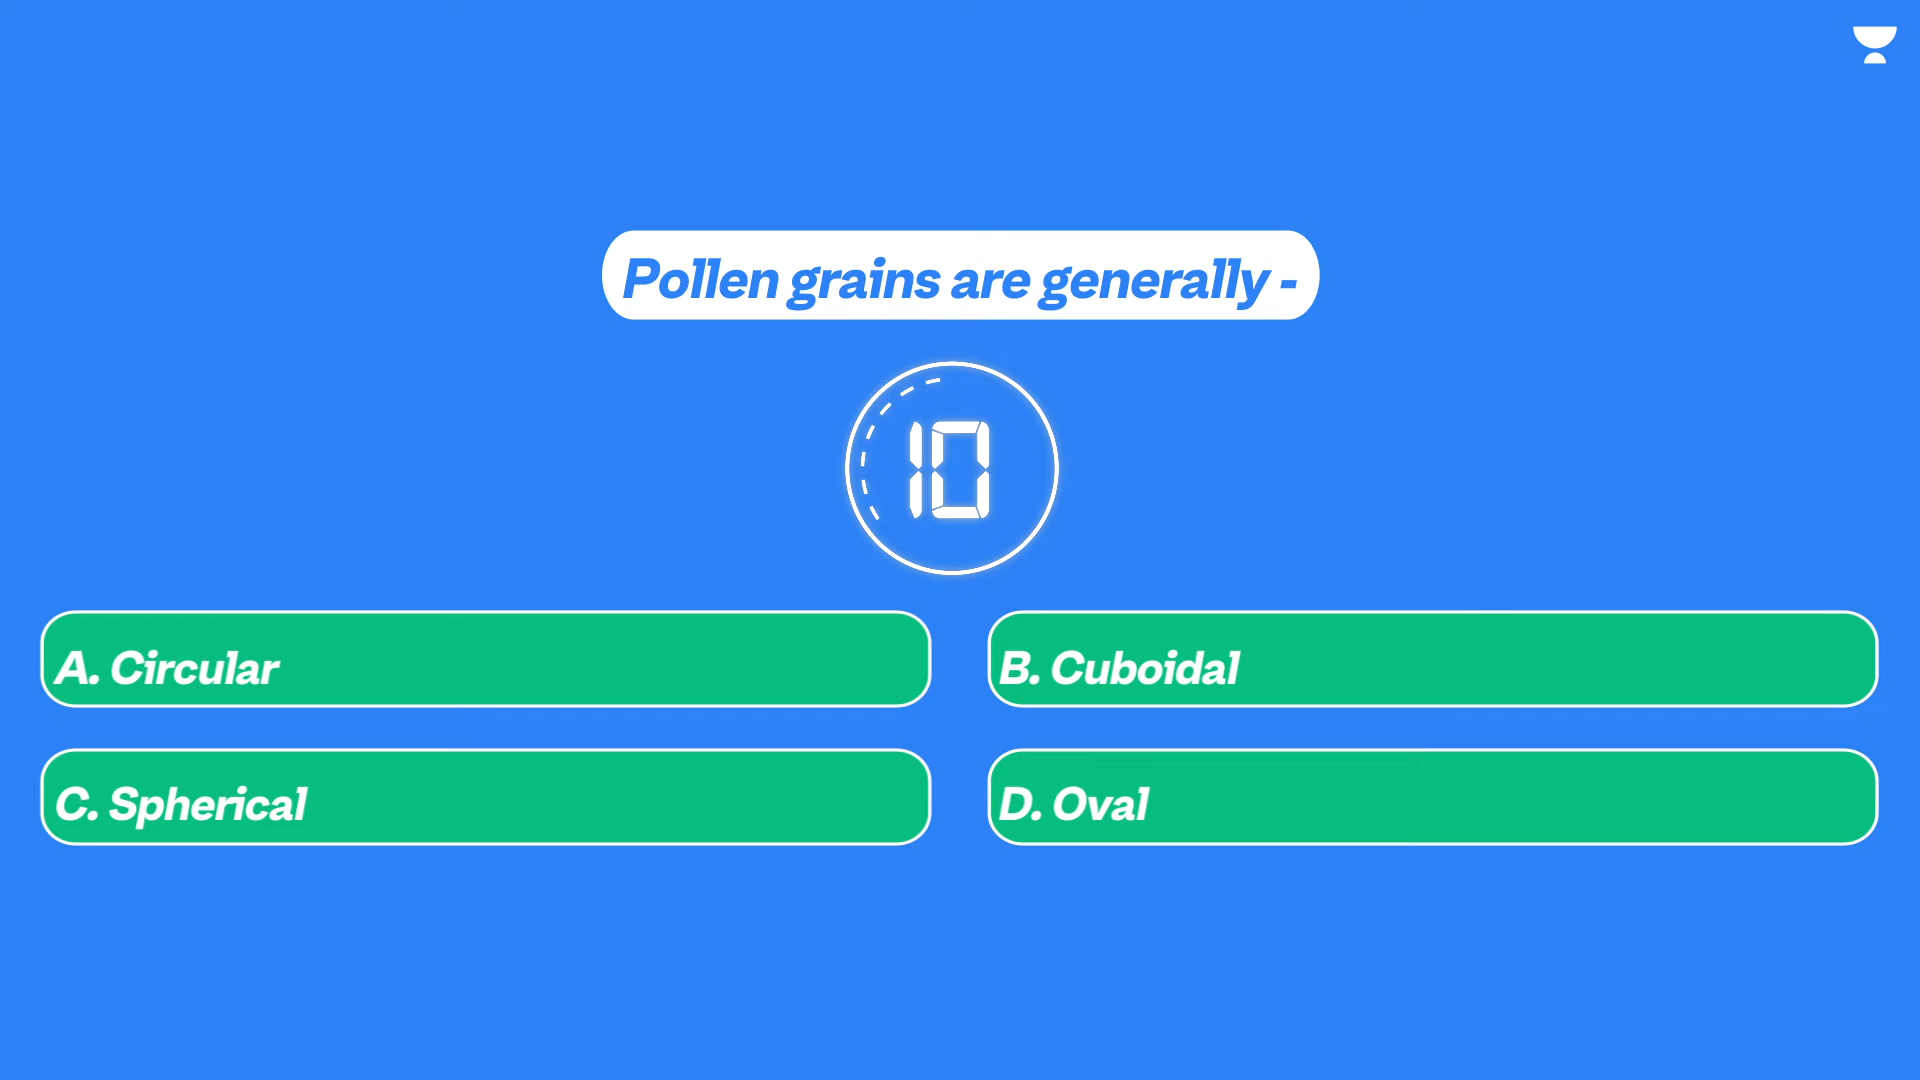 Pollen grains are generally -
10
A. Circular
B. Cuboidal
C. Spherical
D. Oval